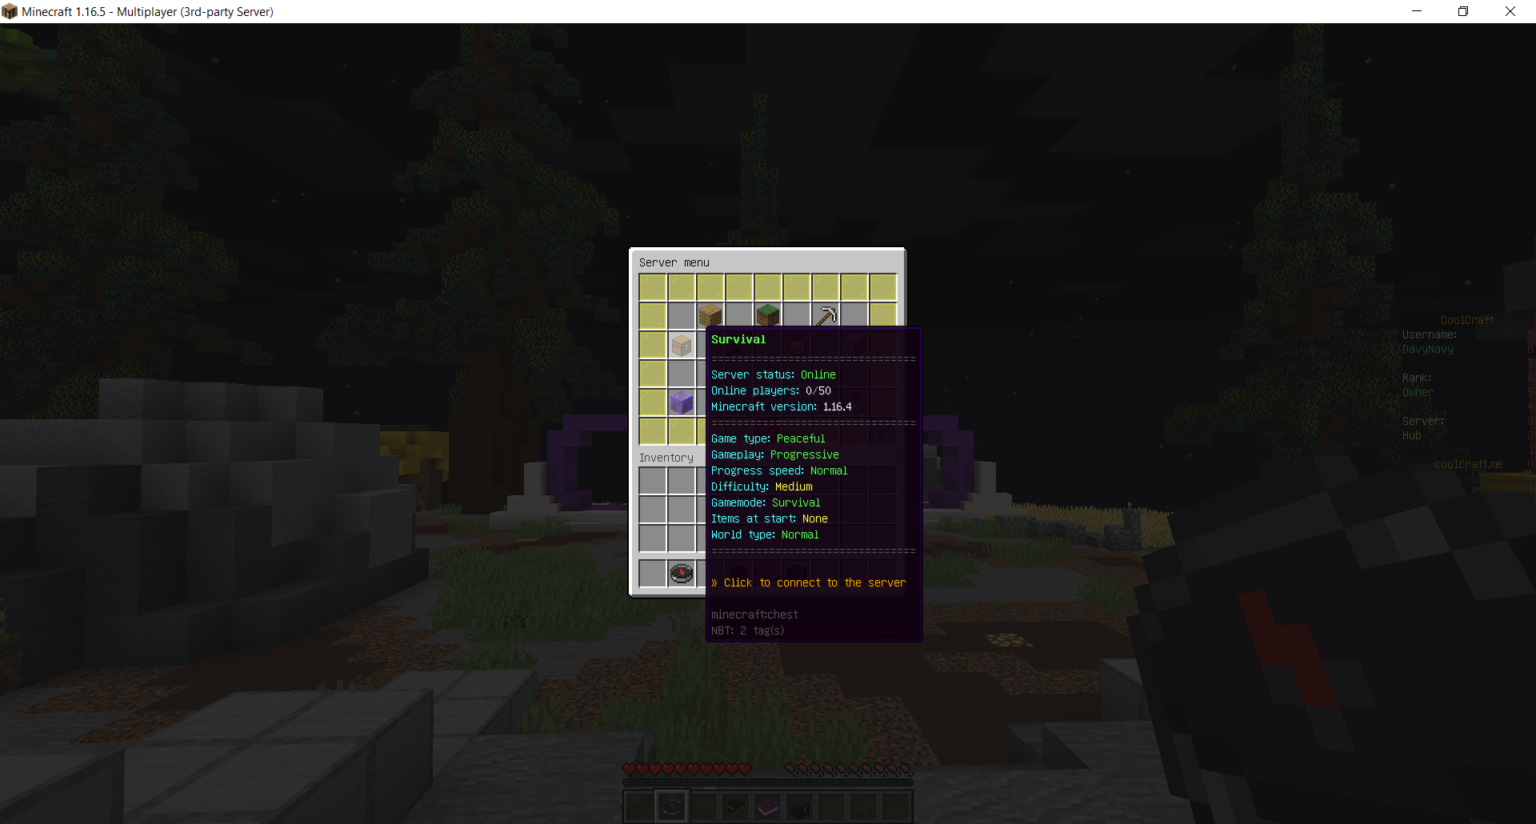 Minecraft 1.16.5 - Multiplayer (3rd-party Server)
Server menu
Survival
Server status: Online
Online players: 0/50
Minecraft version: 1.16.4
Game type: Peaceful
Gameplay: Progressive
Progress speed: Normal
Difficulty: Medium
Gamemode: Survival
Items at start: None
World type: Normal
» Click to connect to the server
minecraft:chest
NBT: 2 tag(s)
Inventory
CoolCraft
Username:
DavyNavy
Rank:
Owner
Server:
Hub
coolcraft.me